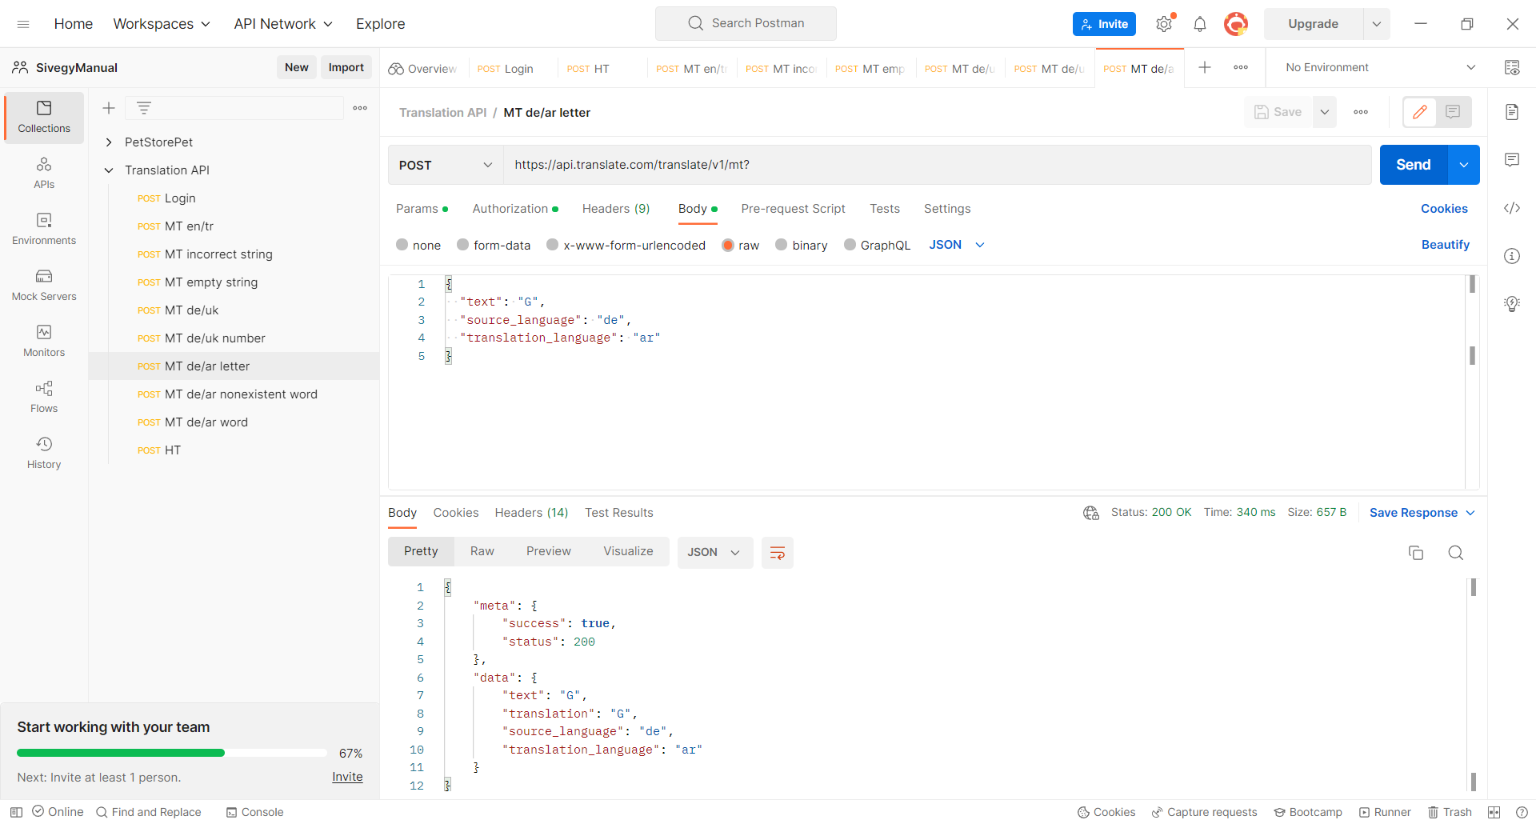 Home Workspaces API Network Explore Search Postman Invite Upgrade
SivegyManual New Import Overview POST Login POST HT POST MT en/tr POST MT inco POST MT emp POST MT de/u POST MT de/u POST MT de/a No Environment
Collections
APIs
Environments
Mock Servers
Monitors
Flows
History
PetStorePet
Translation API
POST Login
POST MT en/tr
POST MT incorrect string
POST MT empty string
POST MT de/uk
POST MT de/uk number
POST MT de/ar letter
POST MT de/ar nonexistent word
POST MT de/ar word
POST HT
Start working with your team
67%
Next: Invite at least 1 person. Invite
Translation API / MT de/ar letter Save
POST https://api.translate.com/translate/v1/mt? Send
Params Authorization Headers (9) Body Pre-request Script Tests Settings Cookies
none form-data x-www-form-urlencoded raw binary GraphQL JSON Beautify
1 {
2 "text": "G",
3 "source_language": "de",
4 "translation_language": "ar"
5 }
Body Cookies Headers (14) Test Results Status: 200 OK Time: 340 ms Size: 657 B Save Response
Pretty Raw Preview Visualize JSON
1 {
2 "meta": {
3 "success": true,
4 "status": 200
5 },
6 "data": {
7 "text": "G",
8 "translation": "G",
9 "source_language": "de",
10 "translation_language": "ar"
11 }
12 }
Online Find and Replace Console Cookies Capture requests Bootcamp Runner Trash